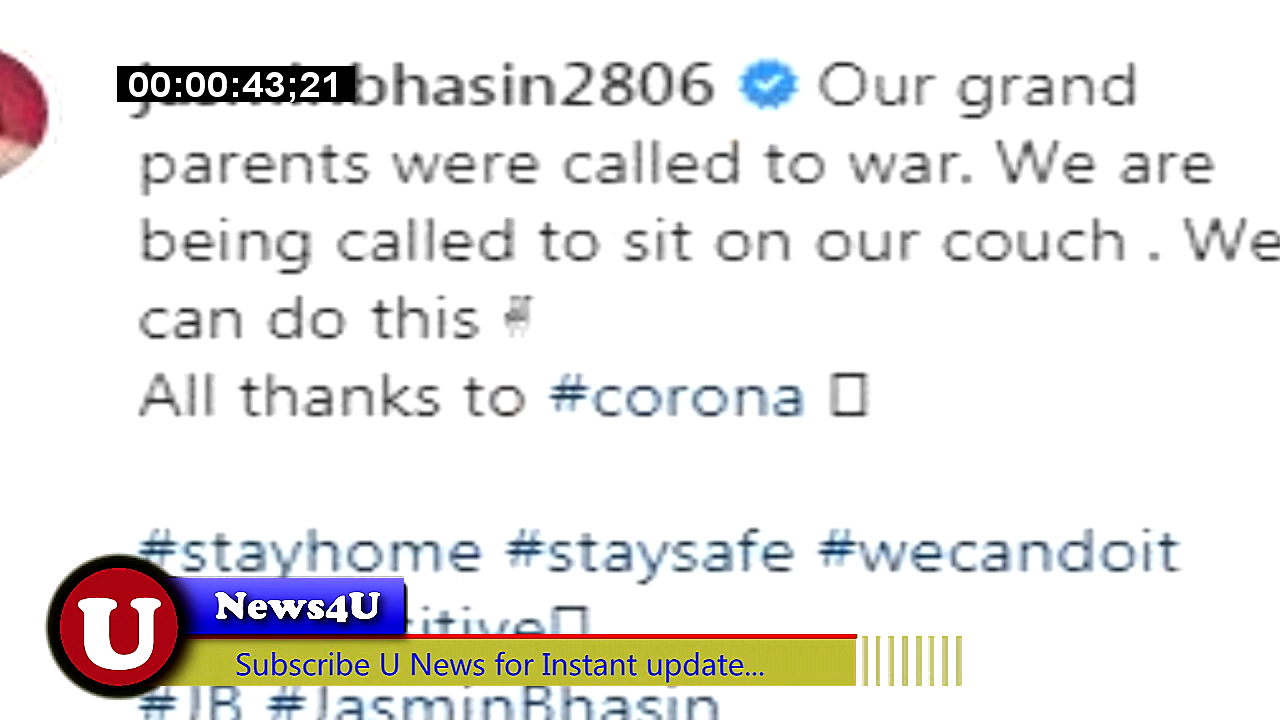 00:00:43;21
bhasin2806 Our grand
parents were called to war. We are
being called to sit on our couch . We
can do this ✌
All thanks to #corona
#stayhome #staysafe #wecandoit
News4U
U
Subscribe U News for Instant update...
#JB #JasminBhasin